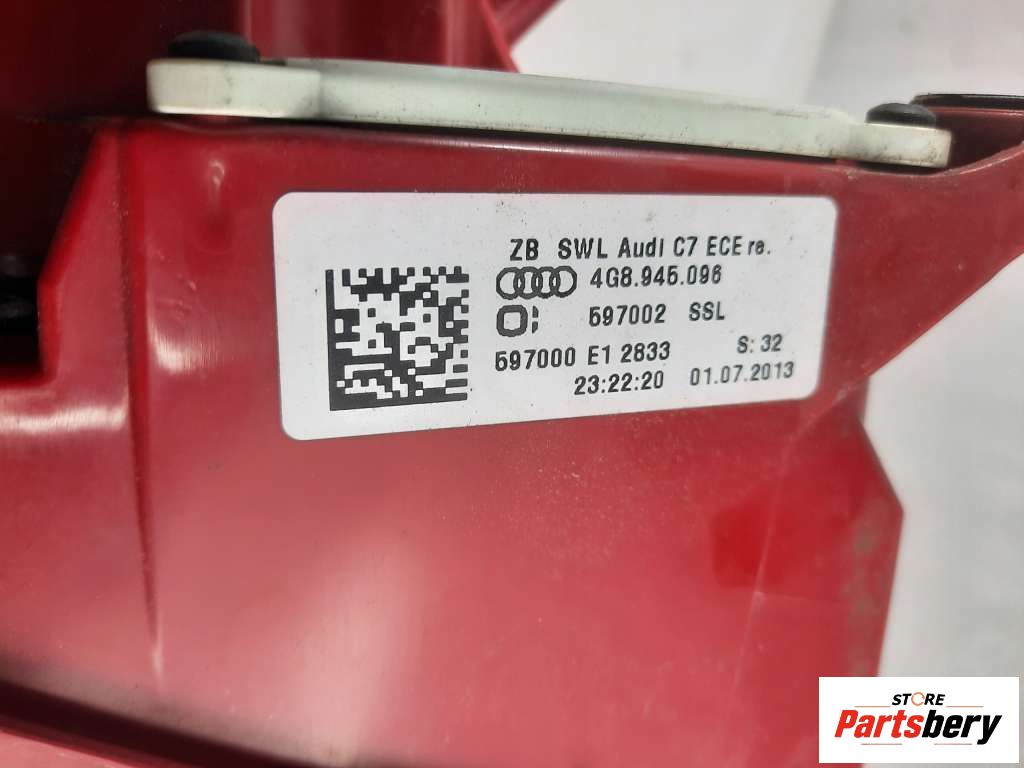 ZB SWL Audi C7 ECE re.
4G8.945.096
597002 SSL
597000 E1 2833 S: 32
23:22:20 01.07.2013
STORE
Partsbery